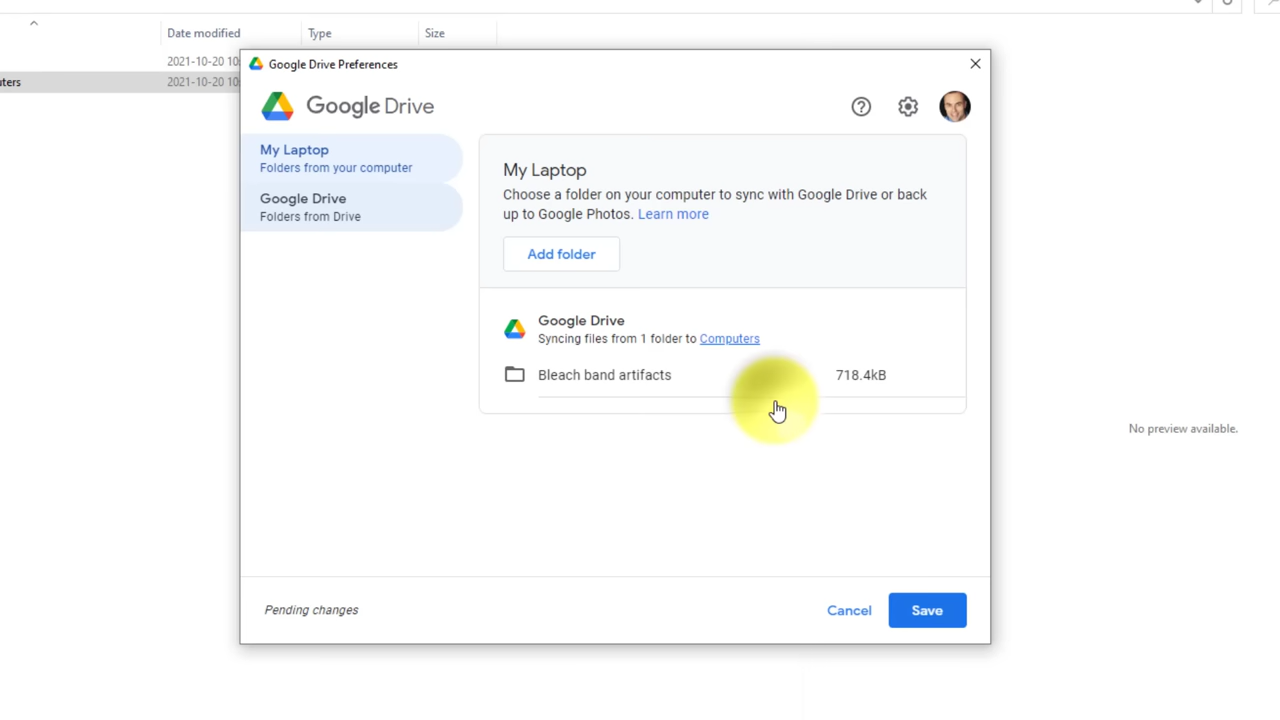 Date modified
Type
Size
2021-10-20 10:
uters
2021-10-20 10:
Google Drive Preferences
Google Drive
My Laptop
Folders from your computer
Google Drive
Folders from Drive
My Laptop
Choose a folder on your computer to sync with Google Drive or back
up to Google Photos. Learn more
Add folder
Google Drive
Syncing files from 1 folder to Computers
Bleach band artifacts
718.4kB
No preview available.
Pending changes
Cancel
Save